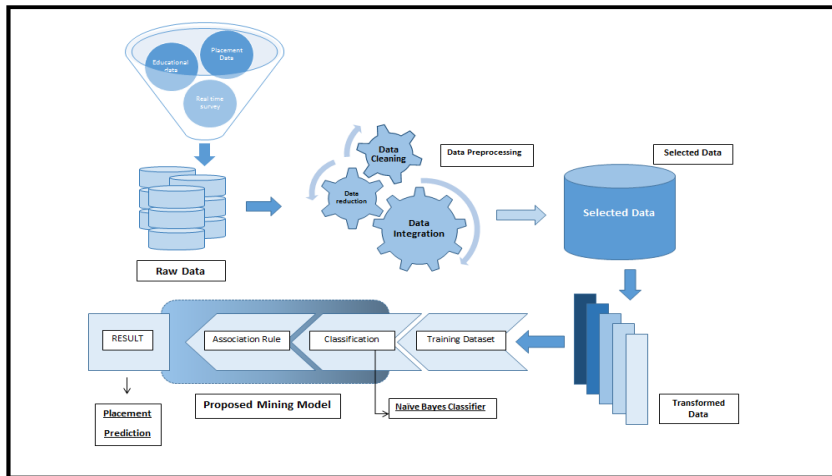 Educational data
Placement
Data
Real time
survey
Raw Data
Data
Cleaning
Data
reduction
Data
Integration
Data Preprocessing
Selected Data
Selected Data
Transformed
Data
Training Dataset
Classification
Naïve Bayes Classifier
Association Rule
Proposed Mining Model
RESULT
Placement
Prediction